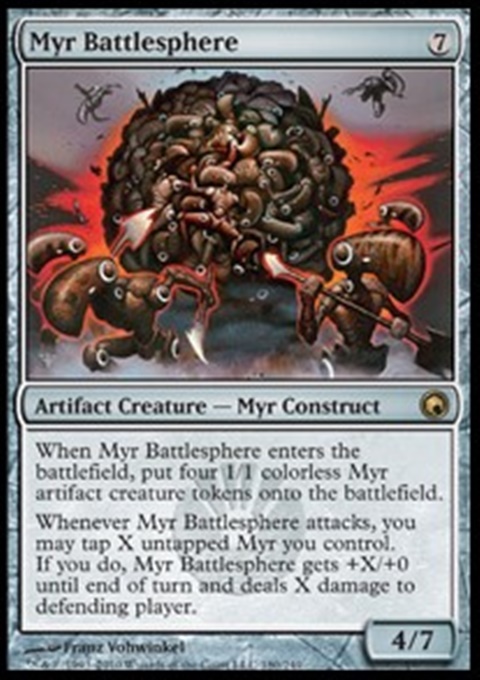 Myr Battlesphere
7
Artifact Creature — Myr Construct
When Myr Battlesphere enters the
battlefield, put four 1/1 colorless Myr
artifact creature tokens onto the battlefield.
Whenever Myr Battlesphere attacks, you
may tap X untapped Myr you control.
If you do, Myr Battlesphere gets +X/+0
until end of turn and deals X damage to
defending player.
Franz Vohwinkel
4/7